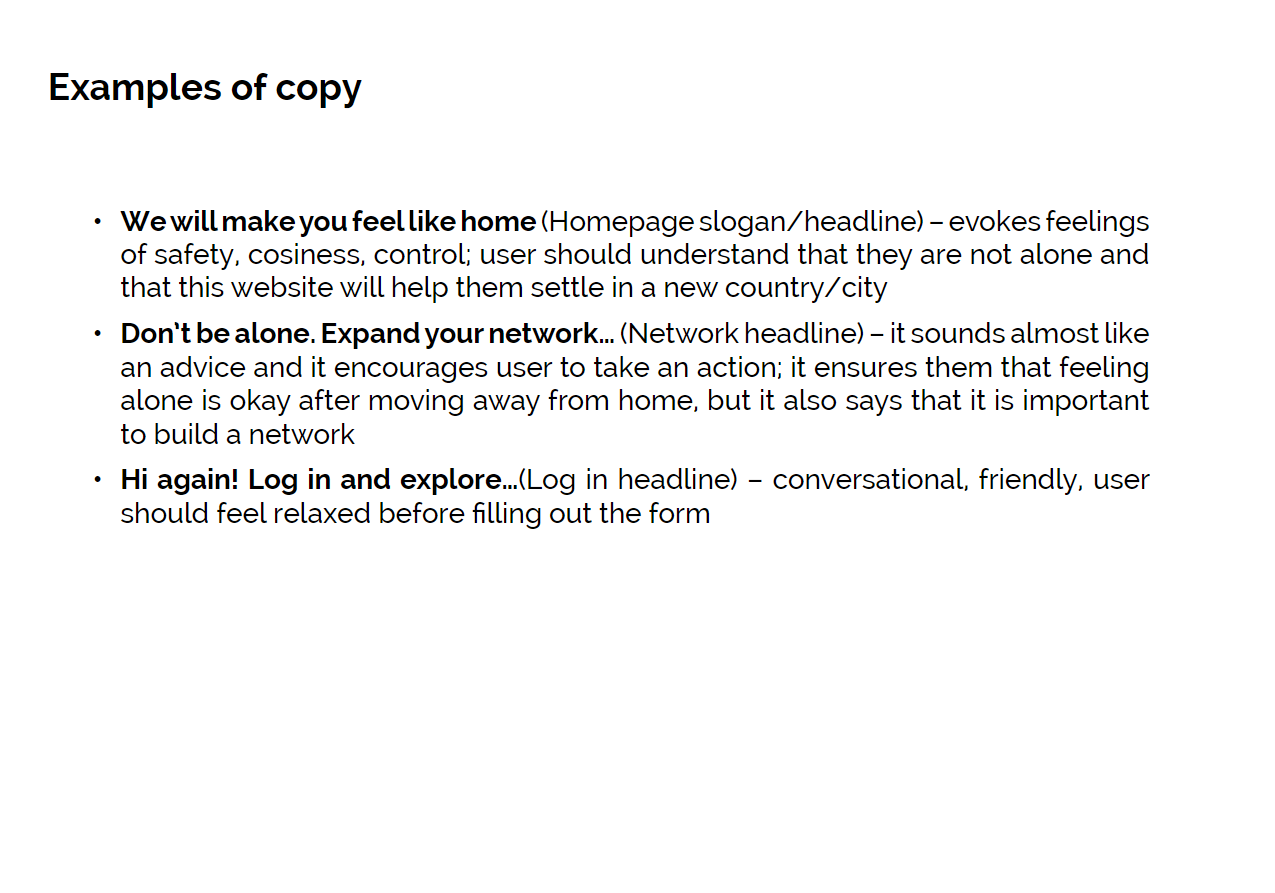 Examples of copy
• We will make you feel like home (Homepage slogan/headline) – evokes feelings
of safety, cosiness, control; user should understand that they are not alone and
that this website will help them settle in a new country/city
• Don’t be alone. Expand your network… (Network headline) – it sounds almost like
an advice and it encourages user to take an action; it ensures them that feeling
alone is okay after moving away from home, but it also says that it is important
to build a network
• Hi again! Log in and explore…(Log in headline) – conversational, friendly, user
should feel relaxed before filling out the form